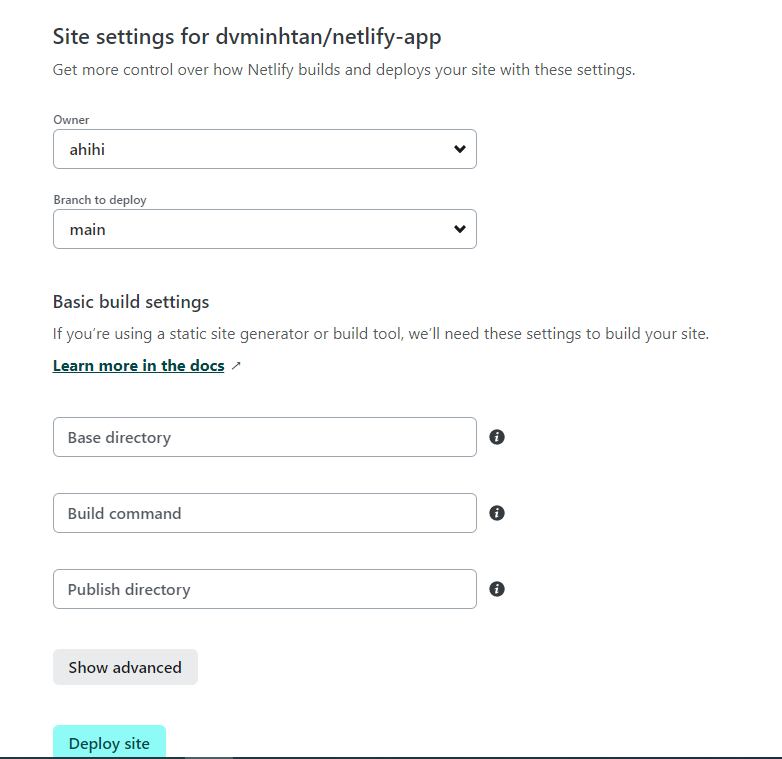 Site settings for dvminhtan/netlify-app
Get more control over how Netlify builds and deploys your site with these settings.
Owner
ahihi
Branch to deploy
main
Basic build settings
If you’re using a static site generator or build tool, we’ll need these settings to build your site.
Learn more in the docs ↗
Base directory
Build command
Publish directory
Show advanced
Deploy site